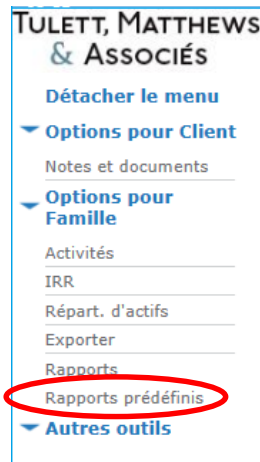 TULETT, MATTHEWS
& ASSOCIÉS
Détacher le menu
Options pour Client
Notes et documents
Options pour
Famille
Activités
IRR
Répart. d'actifs
Exporter
Rapports
Rapports prédéfinis
Autres outils